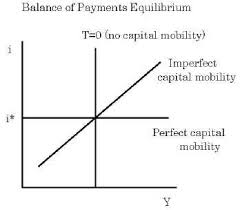 Balance of Payments Equilibrium
T=0 (no capital mobility)
i
Imperfect
capital mobility
i*
Perfect capital
mobility
Y